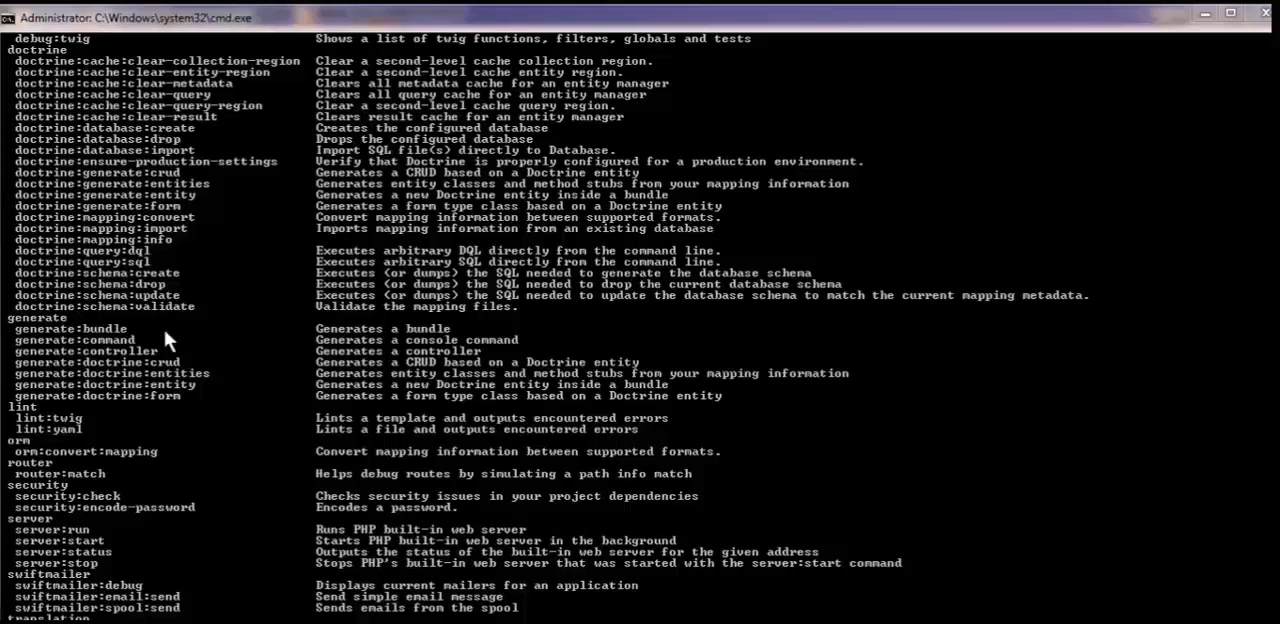 Administrator: C:\Windows\system32\cmd.exe
debug:twig Shows a list of twig functions, filters, globals and tests
doctrine
doctrine:cache:clear-collection-region Clear a second-level cache collection region.
doctrine:cache:clear-entity-region Clear a second-level cache entity region.
doctrine:cache:clear-metadata Clears all metadata cache for an entity manager
doctrine:cache:clear-query Clears all query cache for an entity manager
doctrine:cache:clear-query-region Clear a second-level cache query region.
doctrine:cache:clear-result Clears result cache for an entity manager
doctrine:database:create Creates the configured database
doctrine:database:drop Drops the configured database
doctrine:database:import Import SQL file(s) directly to Database.
doctrine:ensure-production-settings Verify that Doctrine is properly configured for a production environment.
doctrine:generate:crud Generates a CRUD based on a Doctrine entity
doctrine:generate:entities Generates entity classes and method stubs from your mapping information
doctrine:generate:entity Generates a new Doctrine entity inside a bundle
doctrine:generate:form Generates a form type class based on a Doctrine entity
doctrine:mapping:convert Convert mapping information between supported formats.
doctrine:mapping:import Imports mapping information from an existing database
doctrine:mapping:info
doctrine:query:dql Executes arbitrary DQL directly from the command line.
doctrine:query:sql Executes arbitrary SQL directly from the command line.
doctrine:schema:create Executes (or dumps) the SQL needed to generate the database schema
doctrine:schema:drop Executes (or dumps) the SQL needed to drop the current database schema
doctrine:schema:update Executes (or dumps) the SQL needed to update the database schema to match the current mapping metadata.
doctrine:schema:validate Validate the mapping files.
generate
generate:bundle Generates a bundle
generate:command Generates a console command
generate:controller Generates a controller
generate:doctrine:crud Generates a CRUD based on a Doctrine entity
generate:doctrine:entities Generates entity classes and method stubs from your mapping information
generate:doctrine:entity Generates a new Doctrine entity inside a bundle
generate:doctrine:form Generates a form type class based on a Doctrine entity
lint
lint:twig Lints a template and outputs encountered errors
lint:yaml Lints a file and outputs encountered errors
orm
orm:convert:mapping Convert mapping information between supported formats.
router
router:match Helps debug routes by simulating a path info match
security
security:check Checks security issues in your project dependencies
security:encode-password Encodes a password.
server
server:run Runs PHP built-in web server
server:start Starts PHP built-in web server in the background
server:status Outputs the status of the built-in web server for the given address
server:stop Stops PHP's built-in web server that was started with the server:start command
swiftmailer
swiftmailer:debug Displays current mailers for an application
swiftmailer:email:send Send simple email message
swiftmailer:spool:send Sends emails from the spool
translation